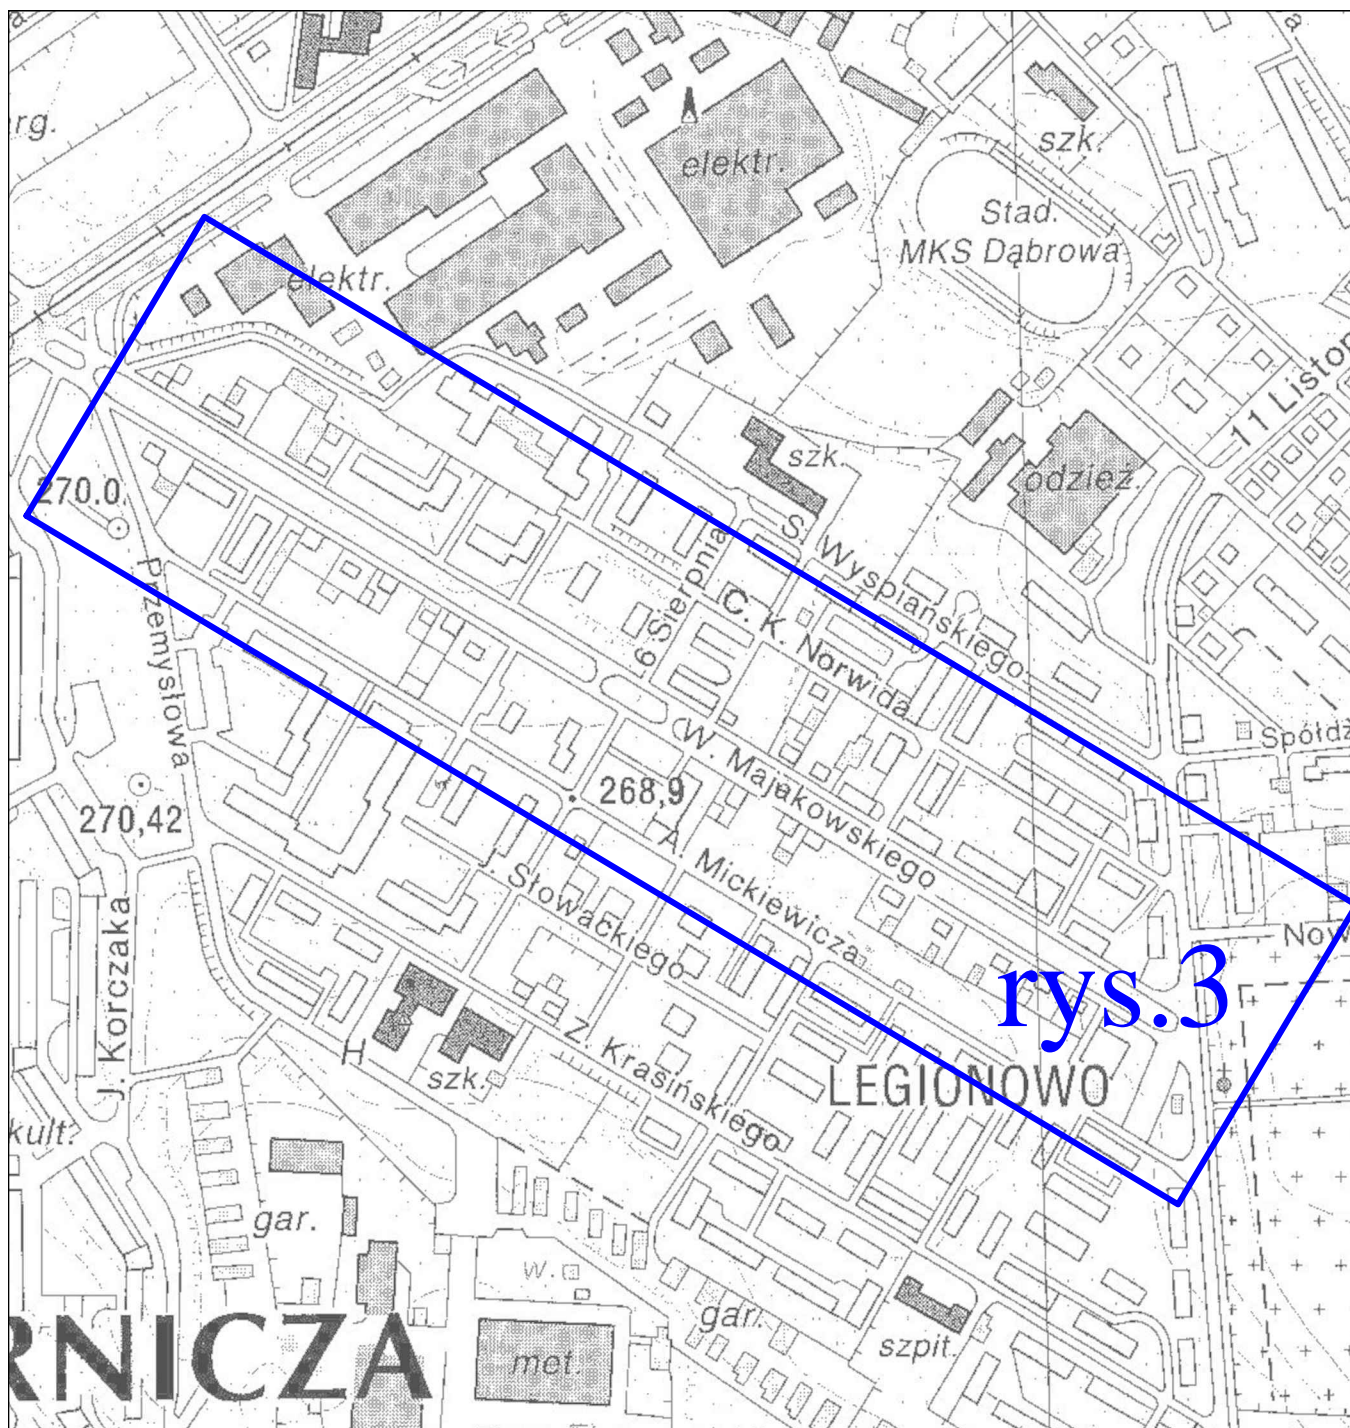 rg.
elektr.
szk.
Stad.
MKS Dąbrowa
elektr.
11 Listop
szk.
odzież.
270.0
S. Wyspiańskiego
6 Sierpnia
C. K. Norwida
Przemysłowa
Spółdz
W. Majakowskiego
268,9
270,42
A. Mickiewicza
J. Słowackiego
J. Korczaka
Now
rys.3
Z. Krasińskiego
H
szk.
LEGIONOWO
kult.
gar.
w.
gar.
szpit.
RNICZA
met.